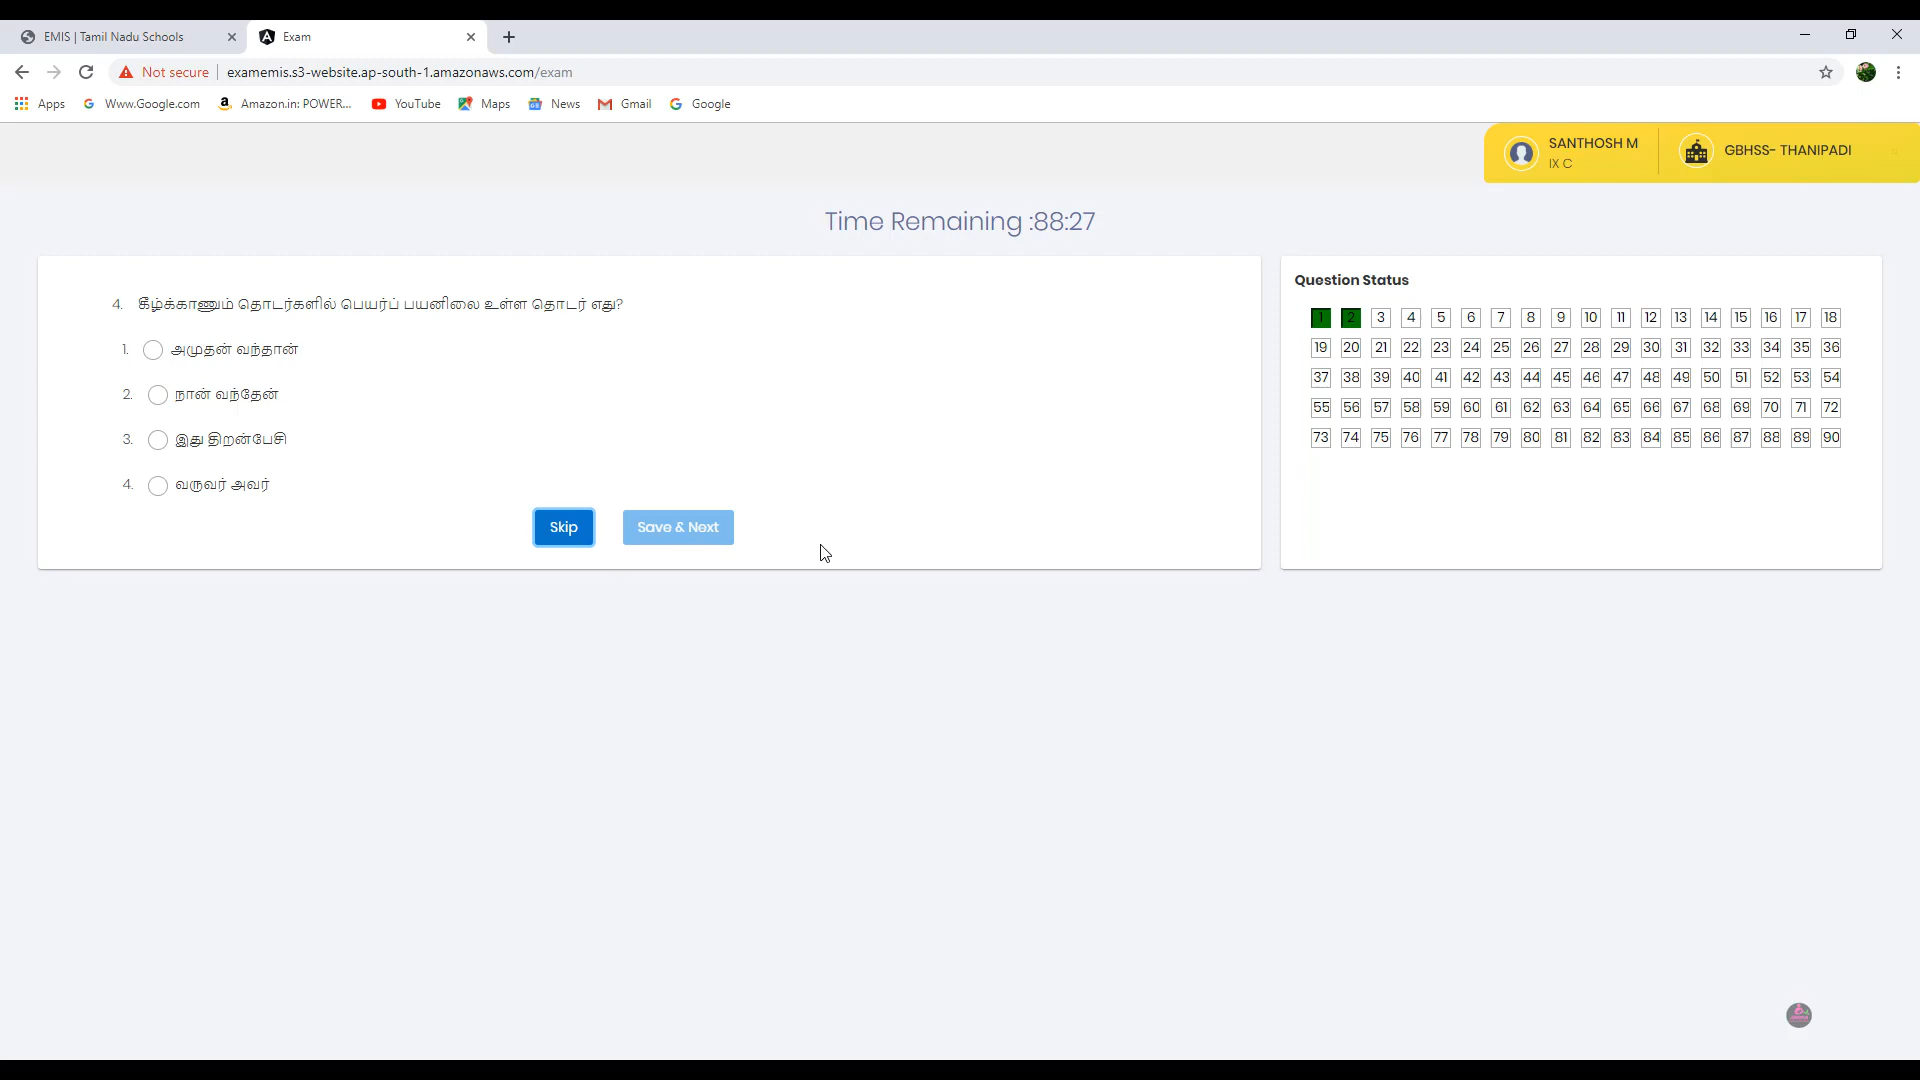 EMIS | Tamil Nadu Schools
Exam
Not secure
examemis.s3-website.ap-south-1.amazonaws.com/exam
Apps Www.Google.com Amazon.in: POWER... YouTube Maps News Gmail Google
SANTHOSH M
IX C
GBHSS- THANIPADI
Time Remaining :88:27
4. கீழ்க்காணும் தொடர்களில் பெயர்ப் பயனிலை உள்ள தொடர் எது?
1. அமுதன் வந்தான்
2. நான் வந்தேன்
3. இது திறன்பேசி
4. வருவர் அவர்
Skip Save & Next
Question Status
1 2 3 4 5 6 7 8 9 10 11 12 13 14 15 16 17 18
19 20 21 22 23 24 25 26 27 28 29 30 31 32 33 34 35 36
37 38 39 40 41 42 43 44 45 46 47 48 49 50 51 52 53 54
55 56 57 58 59 60 61 62 63 64 65 66 67 68 69 70 71 72
73 74 75 76 77 78 79 80 81 82 83 84 85 86 87 88 89 90